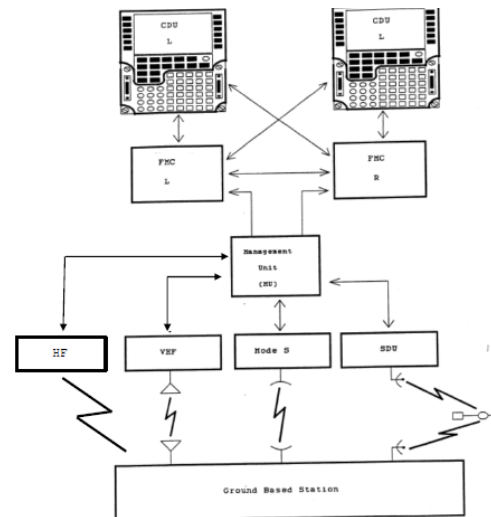 CDU
L
CDU
L
FMC
L
FMC
R
Management
Unit
(MU)
HF
VHF
Mode S
SDU
Ground Based Station